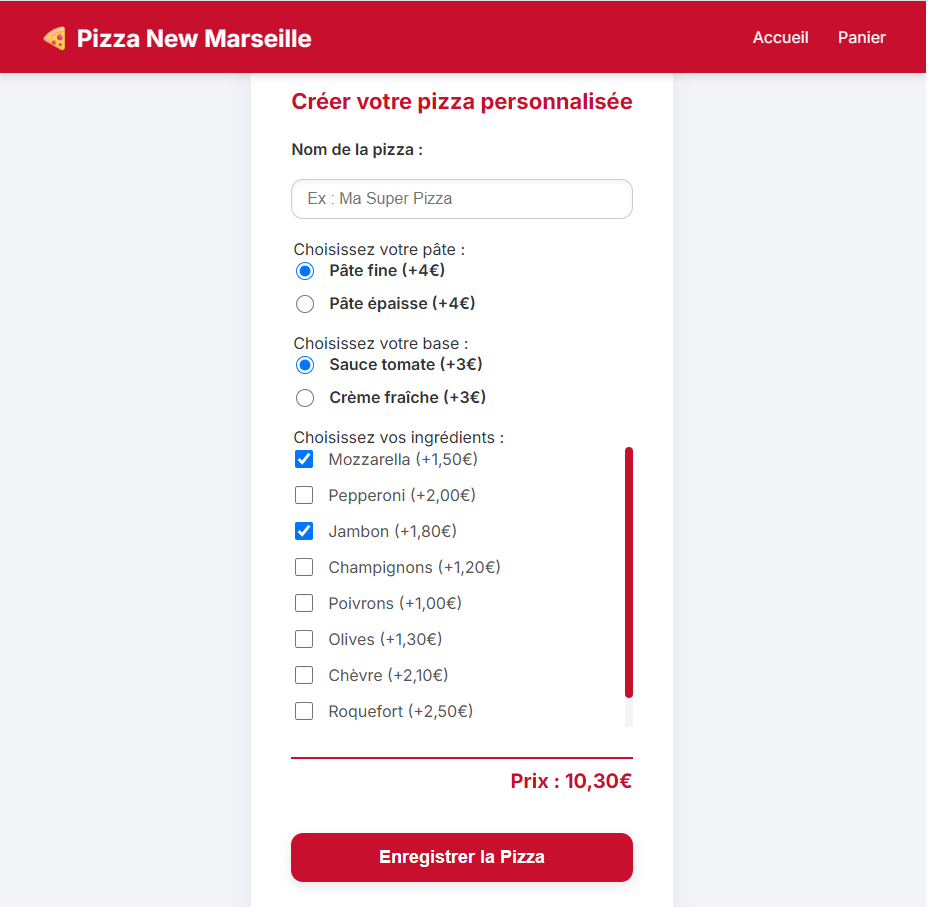 Pizza New Marseille
Accueil
Panier
Créer votre pizza personnalisée
Nom de la pizza :
Ex : Ma Super Pizza
Choisissez votre pâte :
Pâte fine (+4€)
Pâte épaisse (+4€)
Choisissez votre base :
Sauce tomate (+3€)
Crème fraîche (+3€)
Choisissez vos ingrédients :
Mozzarella (+1,50€)
Pepperoni (+2,00€)
Jambon (+1,80€)
Champignons (+1,20€)
Poivrons (+1,00€)
Olives (+1,30€)
Chèvre (+2,10€)
Roquefort (+2,50€)
Prix : 10,30€
Enregistrer la Pizza